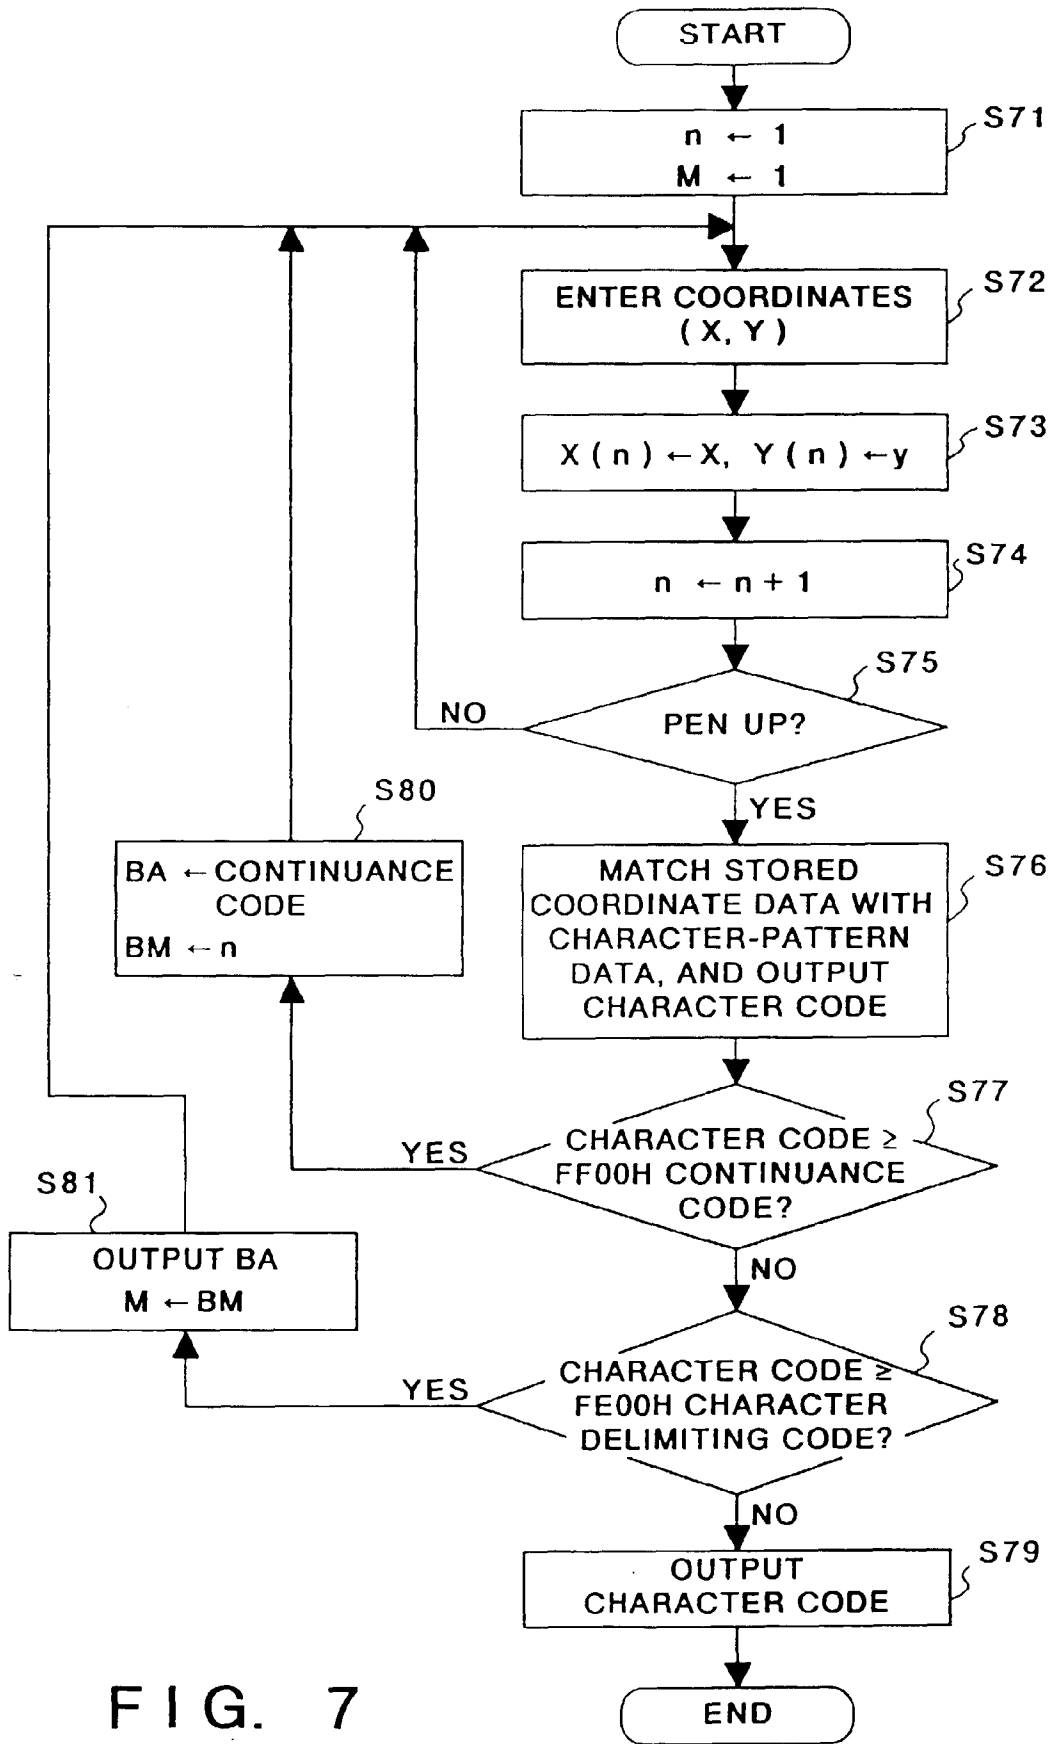 START
S71
n ← 1
M ← 1
S72
ENTER COORDINATES
( X, Y )
S73
X ( n ) ← X, Y ( n ) ← y
S74
n ← n + 1
S75
PEN UP?
NO
YES
S80
BA ← CONTINUANCE
CODE
BM ← n
S76
MATCH STORED
COORDINATE DATA WITH
CHARACTER-PATTERN
DATA, AND OUTPUT
CHARACTER CODE
S77
CHARACTER CODE ≥
FF00H CONTINUANCE
CODE?
YES
NO
S81
OUTPUT BA
M ← BM
S78
CHARACTER CODE ≥
FE00H CHARACTER
DELIMITING CODE?
YES
NO
S79
OUTPUT
CHARACTER CODE
END
FIG. 7